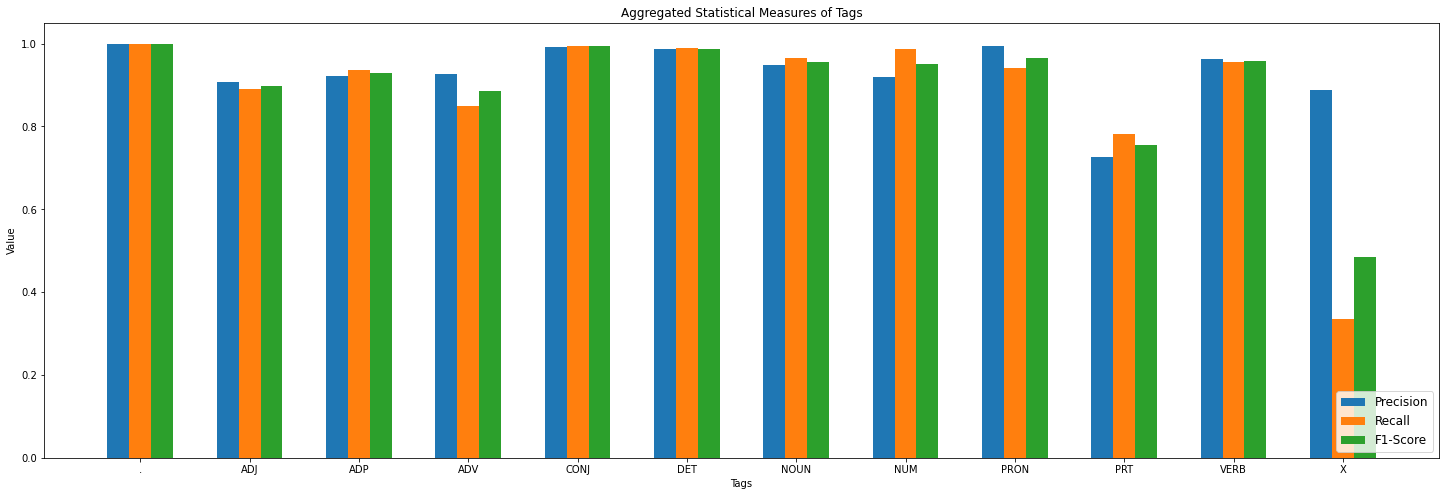 Aggregated Statistical Measures of Tags
Value
1.0
0.8
0.6
0.4
0.2
0.0
. ADJ ADP ADV CONJ DET NOUN NUM PRON PRT VERB X
Tags
Precision
Recall
F1-Score